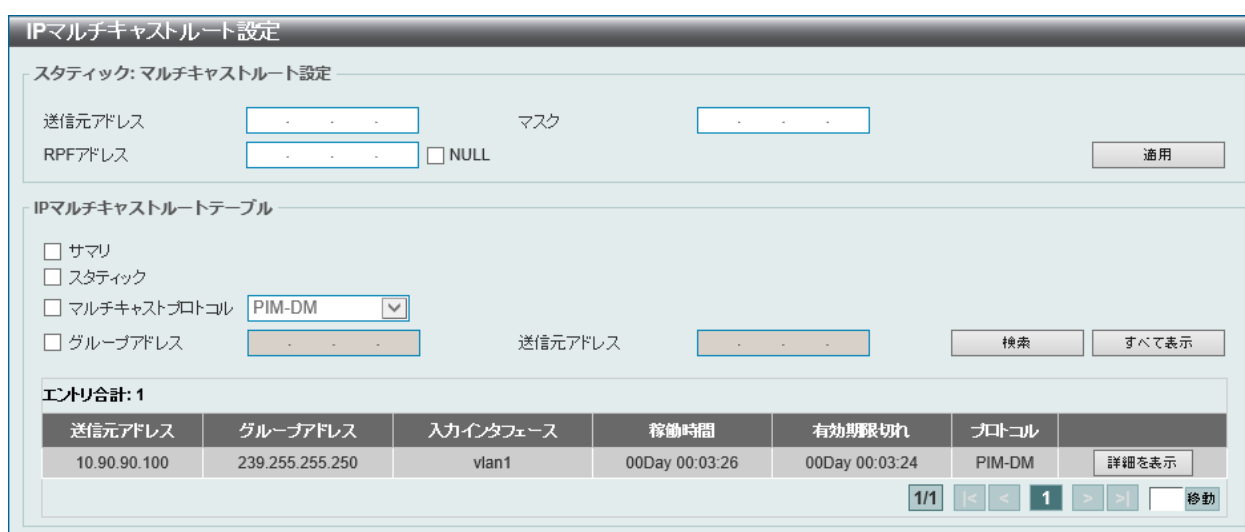 IPマルチキャストルート設定
スタティック: マルチキャストルート設定
送信元アドレス . . . マスク . . .
RPFアドレス . . . NULL 適用
IPマルチキャストルートテーブル
サマリ
スタティック
マルチキャストプロトコル PIM-DM
グループアドレス . . . 送信元アドレス . . . 検索 すべて表示
エントリ合計: 1
送信元アドレス グループアドレス 入力インタフェース 稼働時間 有効期限切れ プロトコル
10.90.90.100 239.255.255.250 vlan1 00Day 00:03:26 00Day 00:03:24 PIM-DM 詳細を表示
1/1 |< < 1 > >| 移動